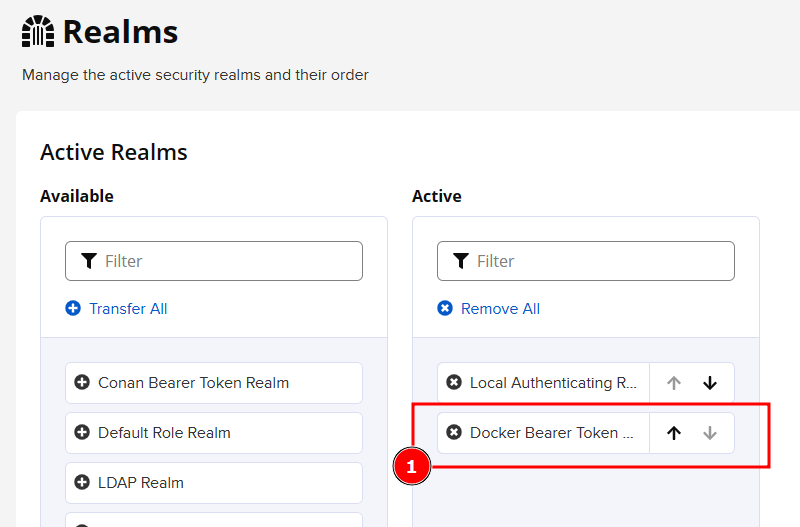 Realms
Manage the active security realms and their order
Active Realms
Available
Active
Filter
Filter
Transfer All
Remove All
Conan Bearer Token Realm
Local Authenticating R...
Default Role Realm
Docker Bearer Token ...
1
LDAP Realm